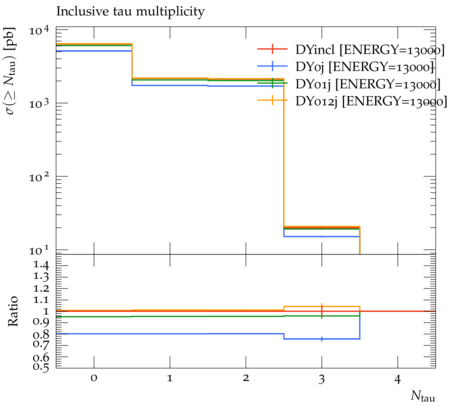 Inclusive tau multiplicity
σ(≥ Ntau) [pb]
10^4
10^3
10^2
10^1
DYincl [ENERGY=13000]
DY0j [ENERGY=13000]
DY01j [ENERGY=13000]
DY012j [ENERGY=13000]
Ratio
1.4
1.3
1.2
1.1
1
0.9
0.8
0.7
0.6
0.5
0 1 2 3 4
Ntau